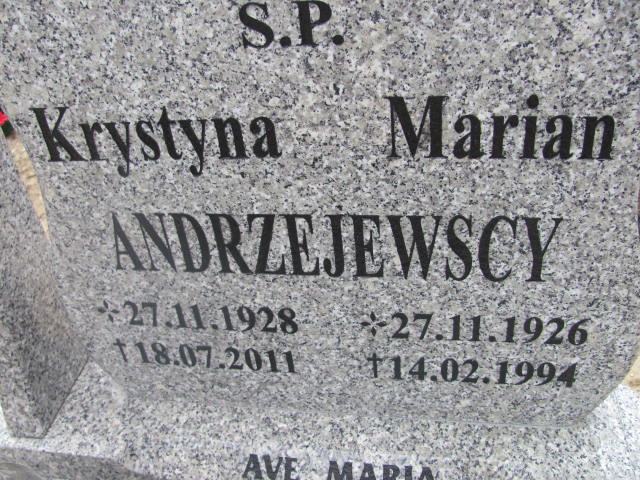 S.P.
Krystyna Marian
ANDRZEJEWSCY
27.11.1928 27.11.1926
†18.07.2011 †14.02.1994
AVE MARIA